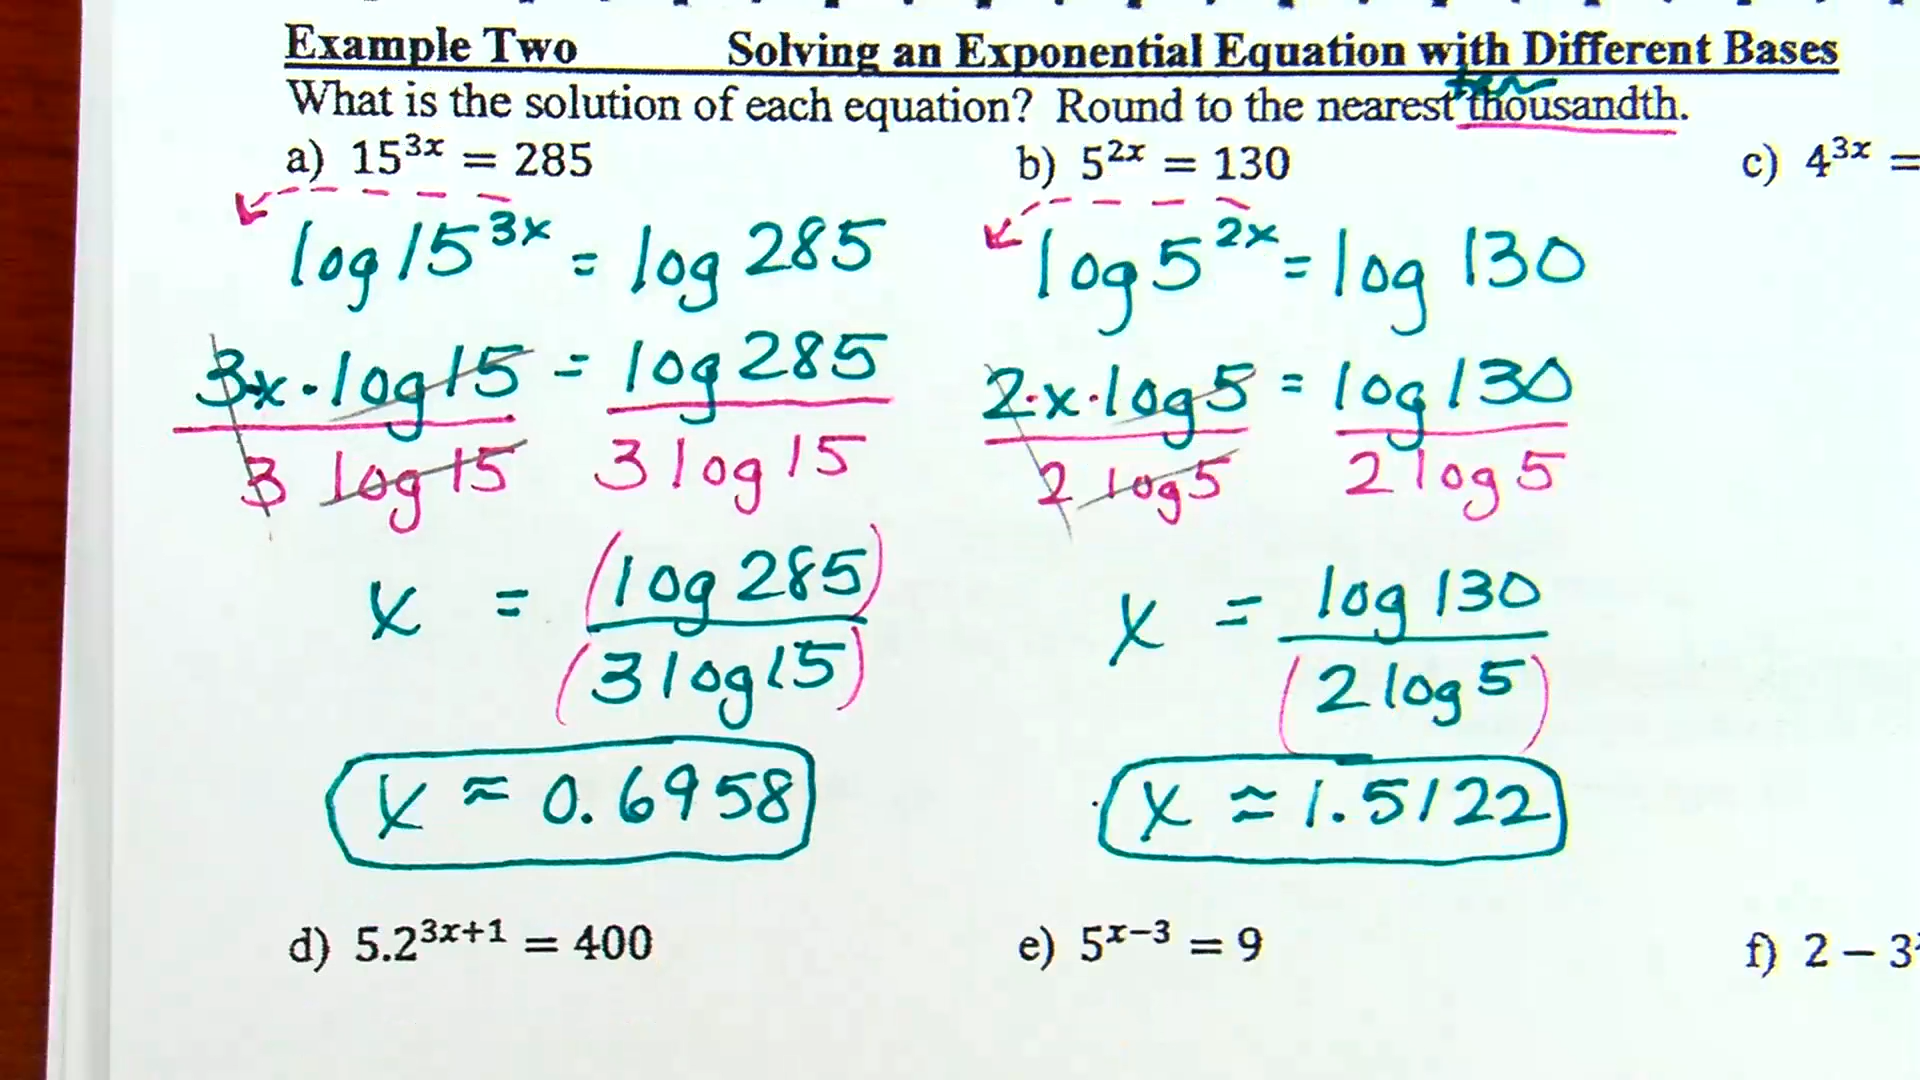 Example Two Solving an Exponential Equation with Different Bases
ten
What is the solution of each equation? Round to the nearest thousandth.
a) 15^{3x} = 285 b) 5^{2x} = 130 c) 4^{3x} =
log 15^{3x} = log 285
3x · log 15 = log 285
3 log 15 3 log 15
x = (log 285)
(3 log 15)
x ≈ 0.6958
log 5^{2x} = log 130
2·x·log 5 = log 130
2 log 5 2 log 5
x = log 130
(2 log 5)
x ≈ 1.5122
d) 5.2^{3x+1} = 400 e) 5^{x−3} = 9 f) 2 − 3